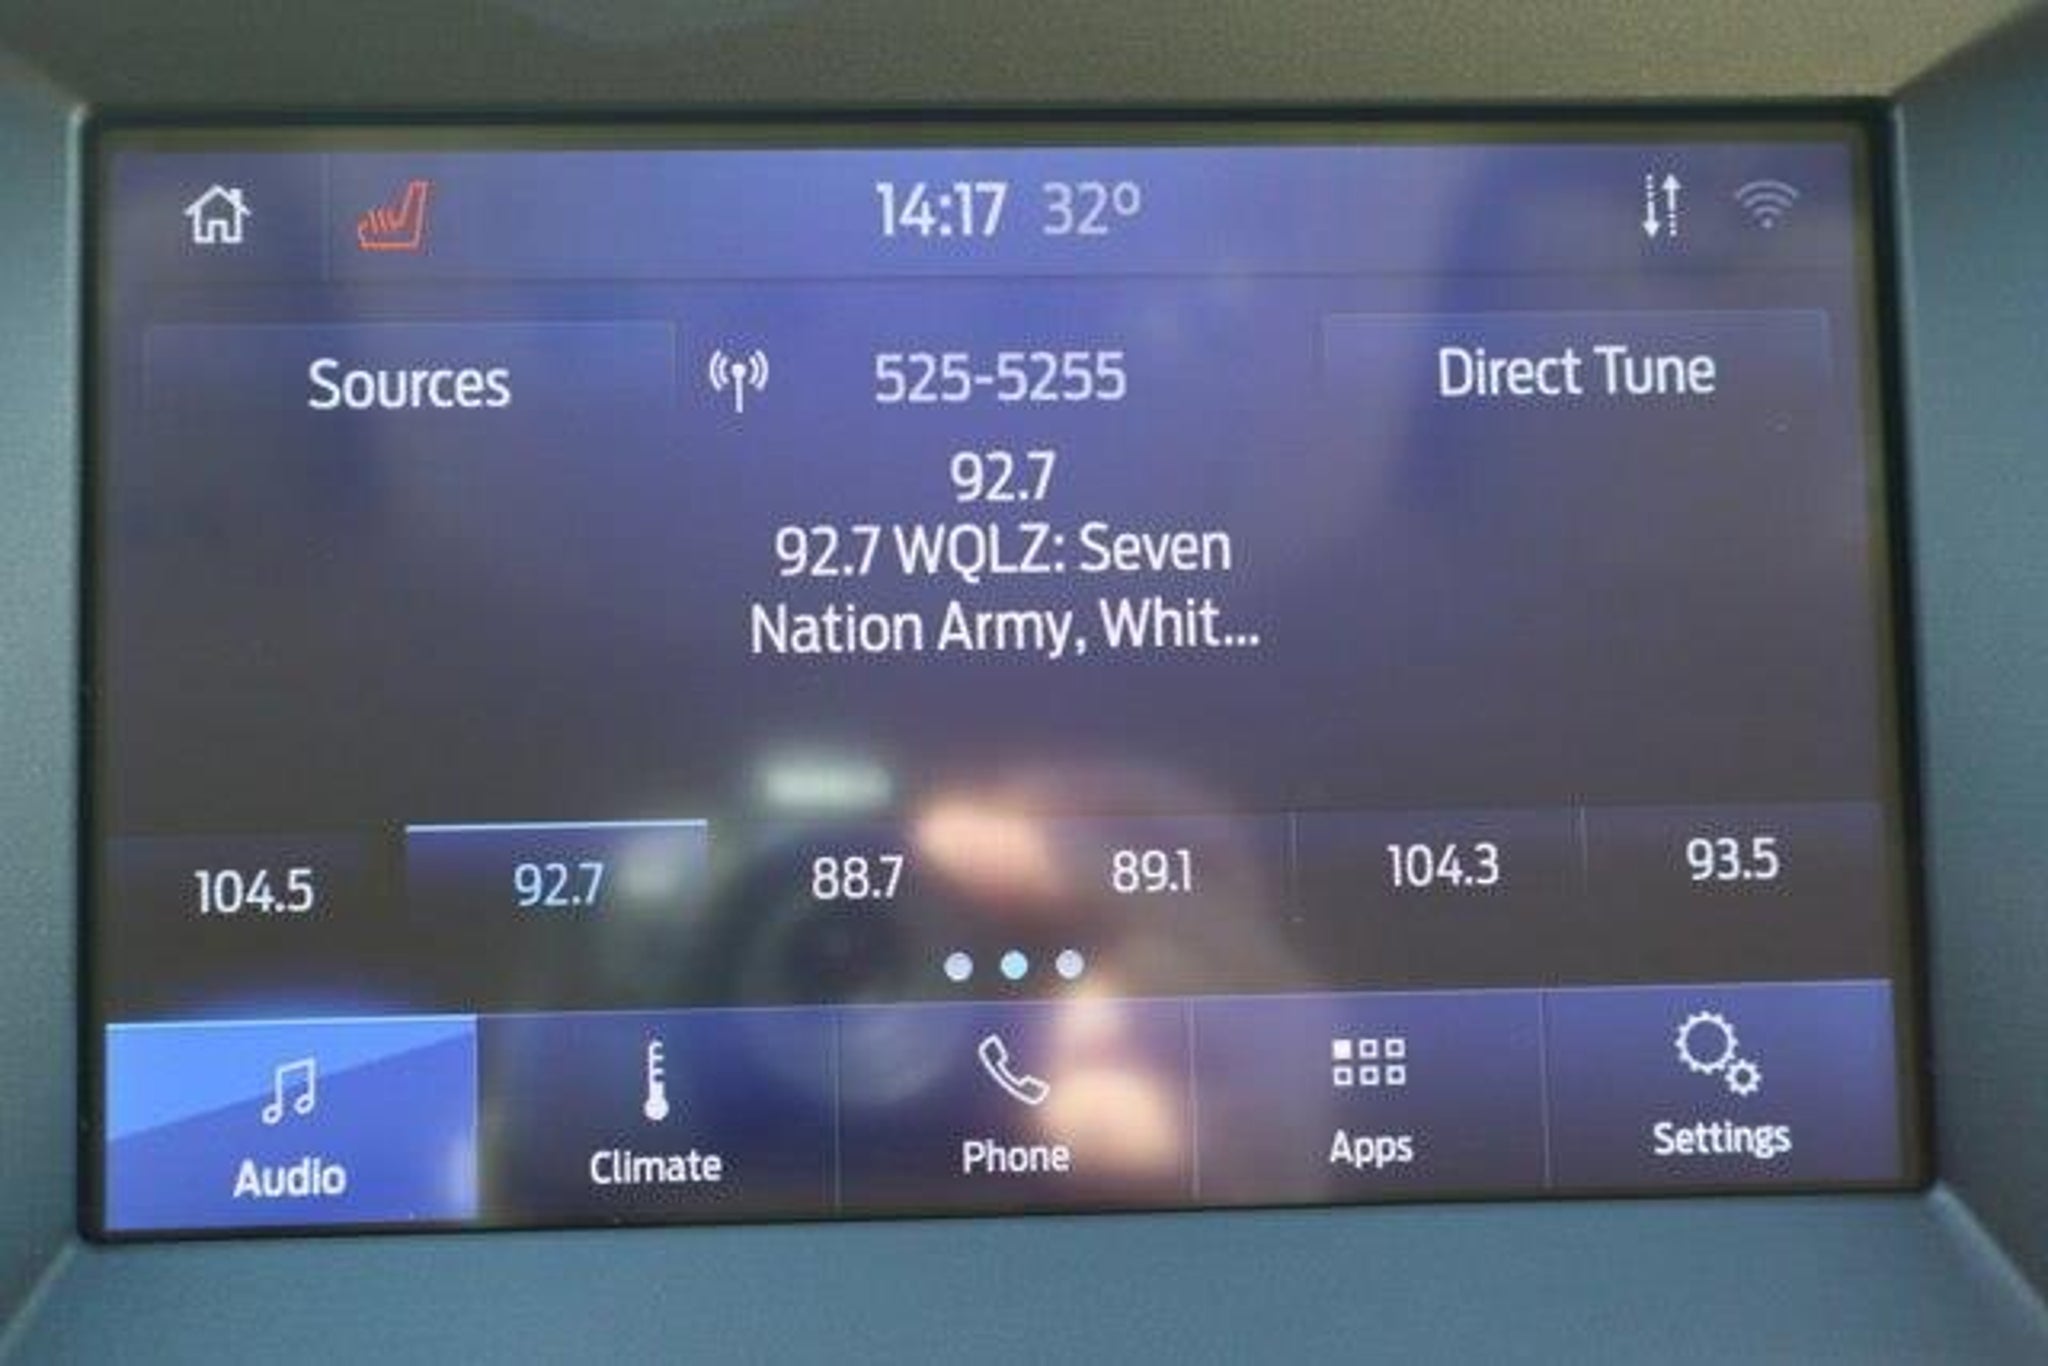 14:17 32°
Sources
525-5255
Direct Tune
92.7
92.7 WQLZ: Seven
Nation Army, Whit...
104.5
92.7
88.7
89.1
104.3
93.5
Audio
Climate
Phone
Apps
Settings